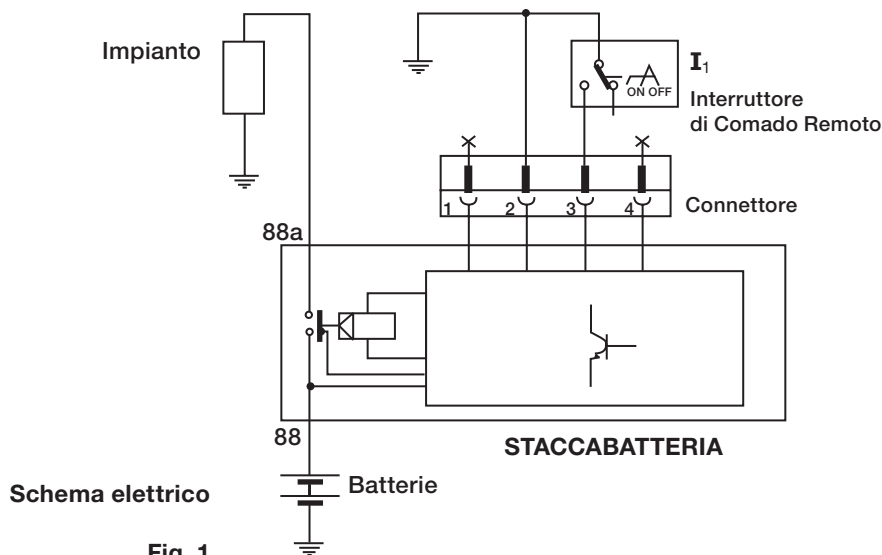 Impianto
I1
ON OFF
Interruttore
di Comado Remoto
1 2 3 4
Connettore
88a
88
STACCABATTERIA
Schema elettrico
Batterie
Fig. 1